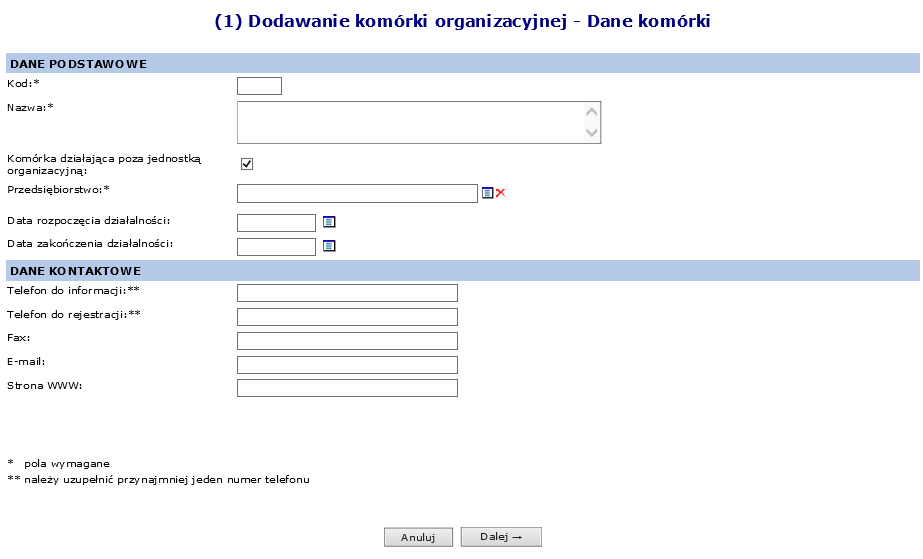 (1) Dodawanie komórki organizacyjnej - Dane komórki
DANE PODSTAWOWE
Kod:*
Nazwa:*
Komórka działająca poza jednostką
organizacyjną:
Przedsiębiorstwo:*
Data rozpoczęcia działalności:
Data zakończenia działalności:
DANE KONTAKTOWE
Telefon do informacji:**
Telefon do rejestracji:**
Fax:
E-mail:
Strona WWW:
* pola wymagane
** należy uzupełnić przynajmniej jeden numer telefonu
Anuluj Dalej →